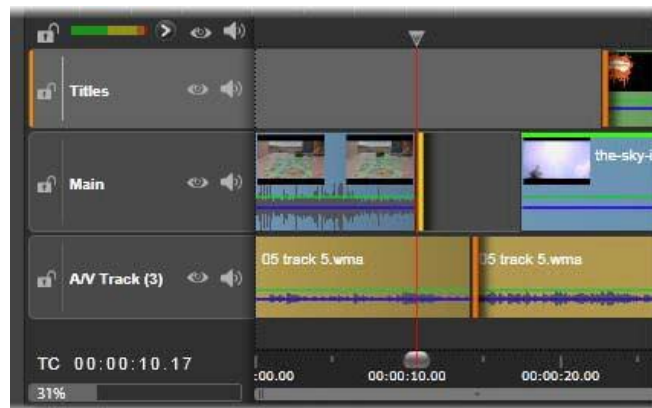 Titles
Main
the-sky-i
A/V Track (3)
05 track 5.wma
05 track 5.wma
TC 00:00:10.17
:00.00 00:00:10.00 00:00:20.00
31%